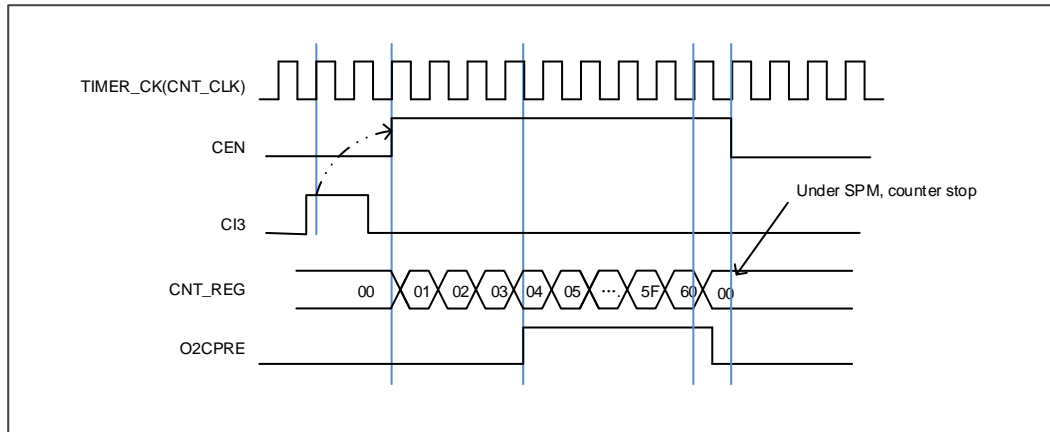 TIMER_CK(CNT_CLK)
CEN
Under SPM, counter stop
CI3
CNT_REG 00 01 02 03 04 05 .... 5F 60 00
O2CPRE